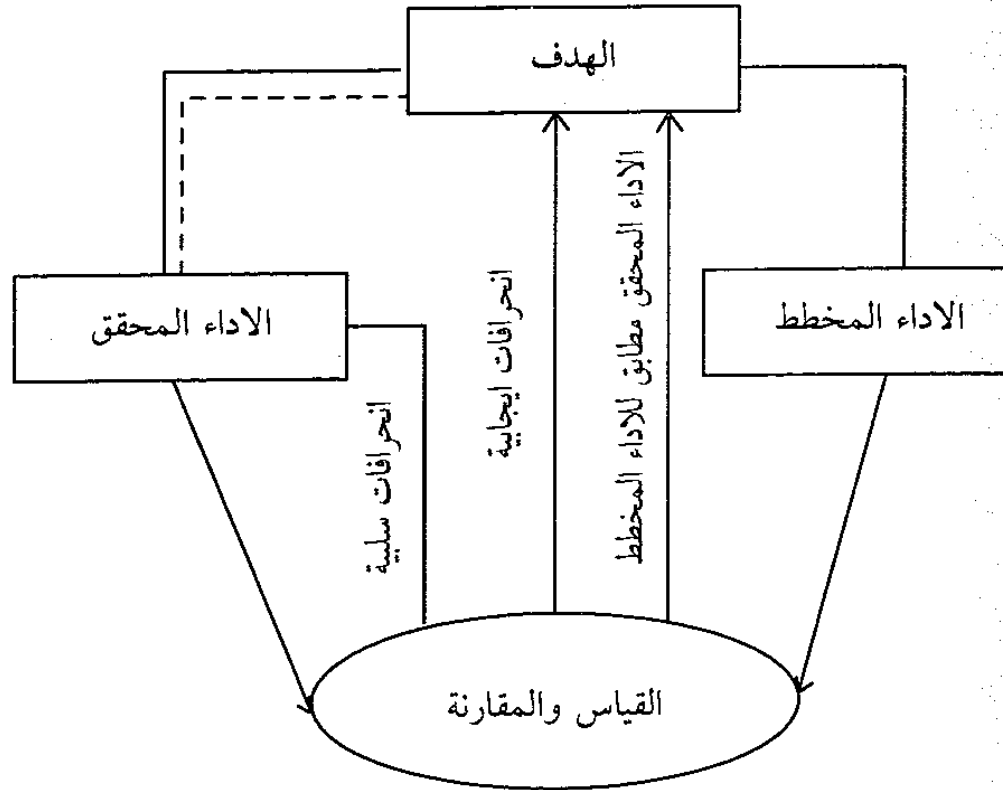 الهدف
الاداء المخطط
الاداء المحقق
الاداء المحقق مطابق للاداء المخطط
انحرافات ايجابية
انحرافات سلبية
القياس والمقارنة